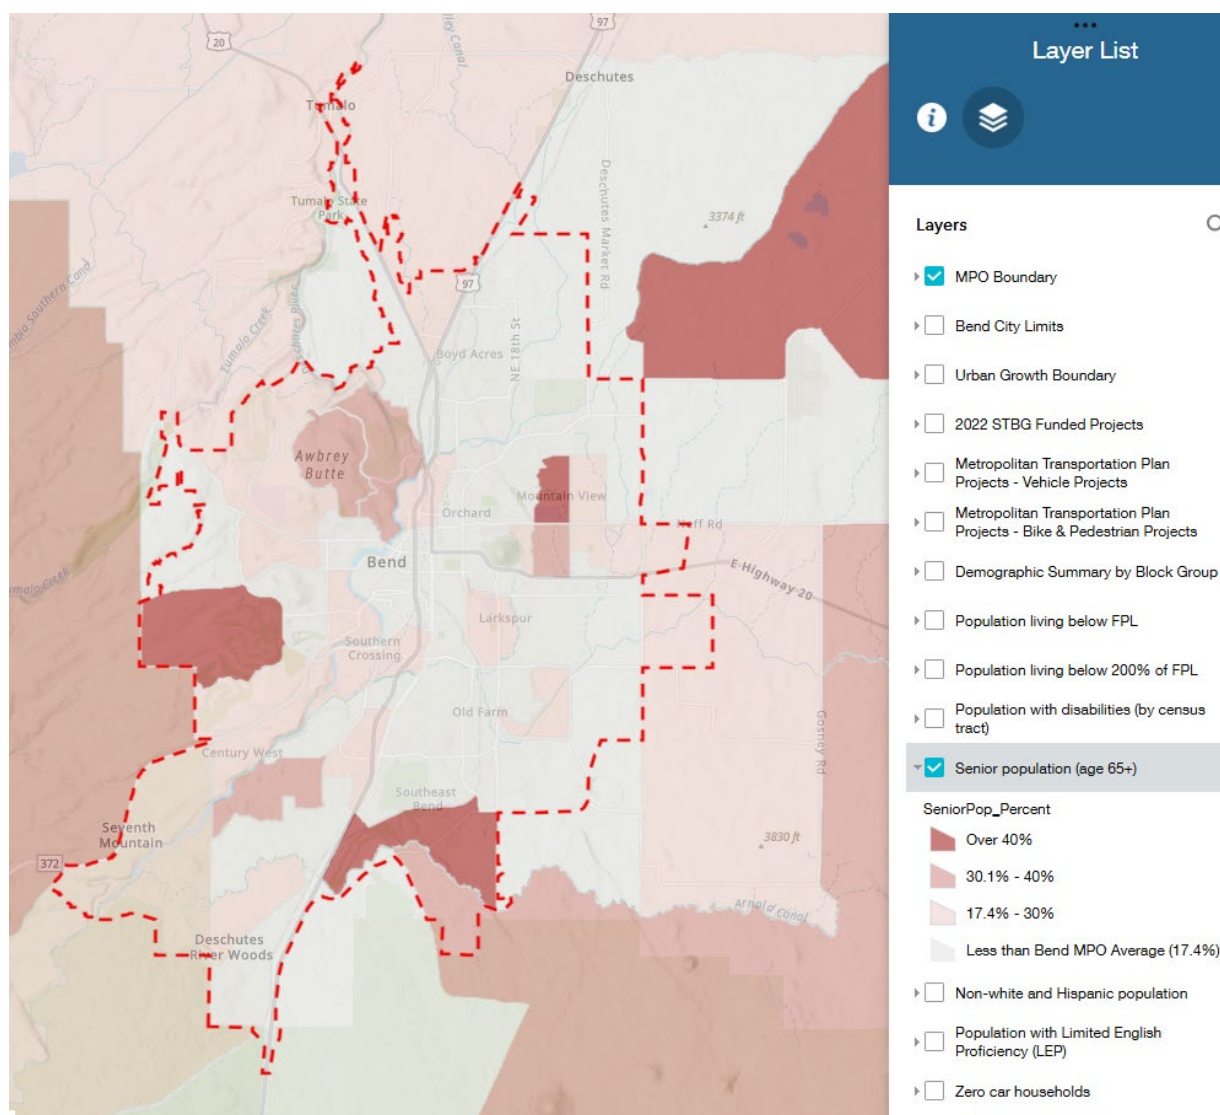 97
20
Deschutes
Tumalo
Deschutes Market Rd
Tumalo State
Park
3374 ft
97
Tumalo Creek
Deschutes River
NE 18th St
Boyd Acres
Awbrey
Butte
Mountain View
Orchard
Neff Rd
Bend
E Highway 20
Larkspur
Southern
Crossing
Old Farm
Gosney Rd
Century West
Southeast
Bend
Seventh
Mountain
3830 ft
372
Arnold Canal
Deschutes
River Woods
Layer List
Layers
MPO Boundary
Bend City Limits
Urban Growth Boundary
2022 STBG Funded Projects
Metropolitan Transportation Plan
Projects - Vehicle Projects
Metropolitan Transportation Plan
Projects - Bike & Pedestrian Projects
Demographic Summary by Block Group
Population living below FPL
Population living below 200% of FPL
Population with disabilities (by census
tract)
Senior population (age 65+)
SeniorPop_Percent
Over 40%
30.1% - 40%
17.4% - 30%
Less than Bend MPO Average (17.4%)
Non-white and Hispanic population
Population with Limited English
Proficiency (LEP)
Zero car households